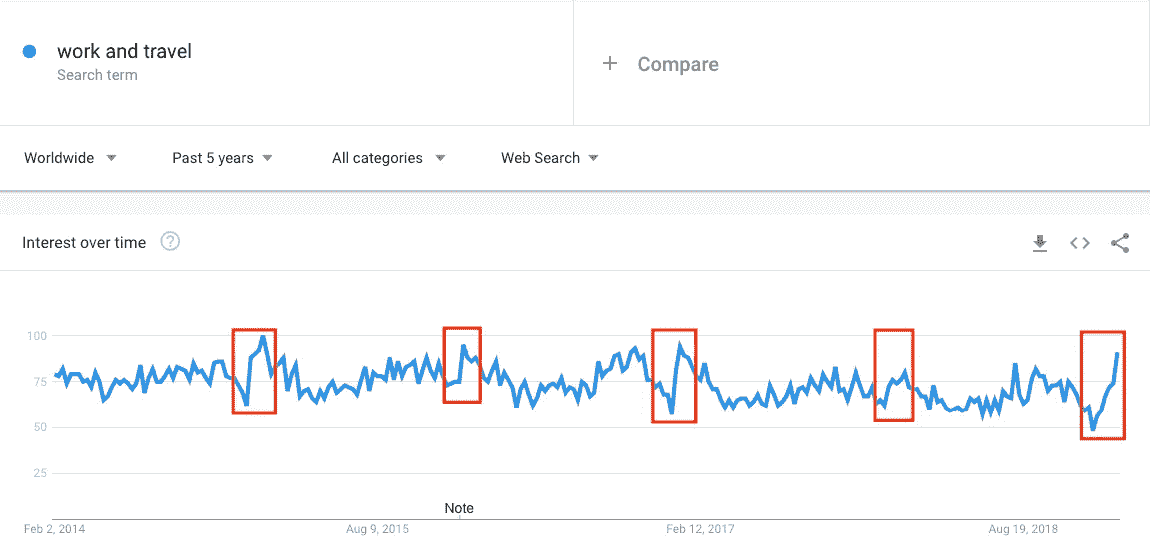 work and travel
Search term
+ Compare
Worldwide
Past 5 years
All categories
Web Search
Interest over time ?
100
75
50
25
Note
Feb 2, 2014
Aug 9, 2015
Feb 12, 2017
Aug 19, 2018